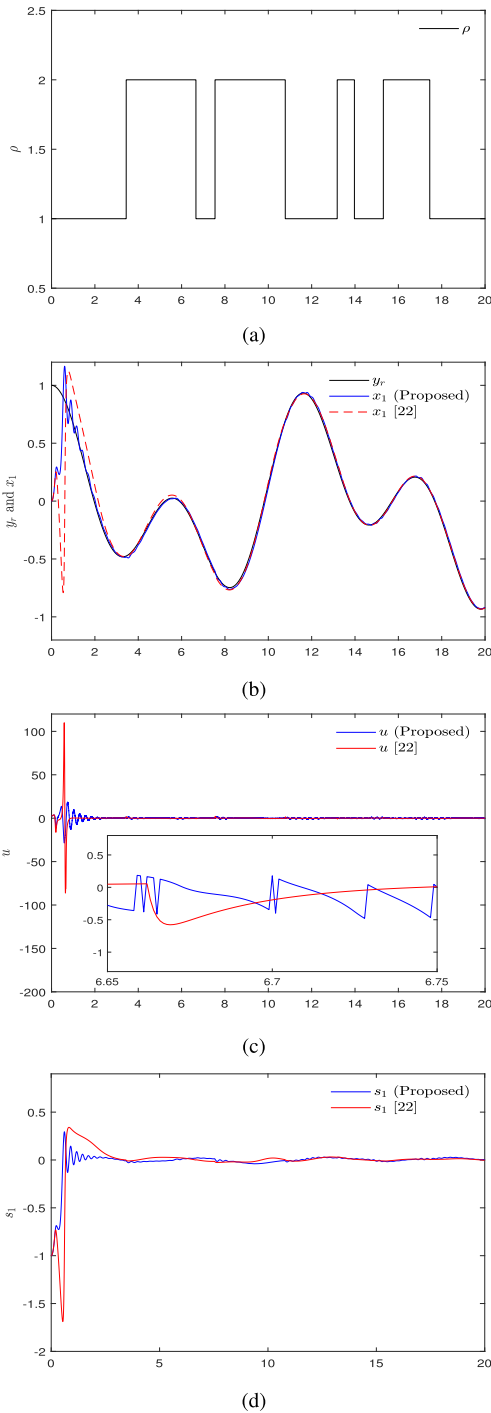 2.5
ρ
2
1.5
ρ
1
0.5
0 2 4 6 8 10 12 14 16 18 20
(a)
1
y_r
x_1 (Proposed)
x_1 [22]
0.5
y_r and x_1
0
-0.5
-1
0 2 4 6 8 10 12 14 16 18 20
(b)
100
u (Proposed)
u [22]
50
0
u
-50
-100
-150
-200
0.5
0
-0.5
-1
6.65 6.7 6.75
0 2 4 6 8 10 12 14 16 18 20
(c)
s_1 (Proposed)
s_1 [22]
0.5
0
s_1
-0.5
-1
-1.5
-2
0 5 10 15 20
(d)